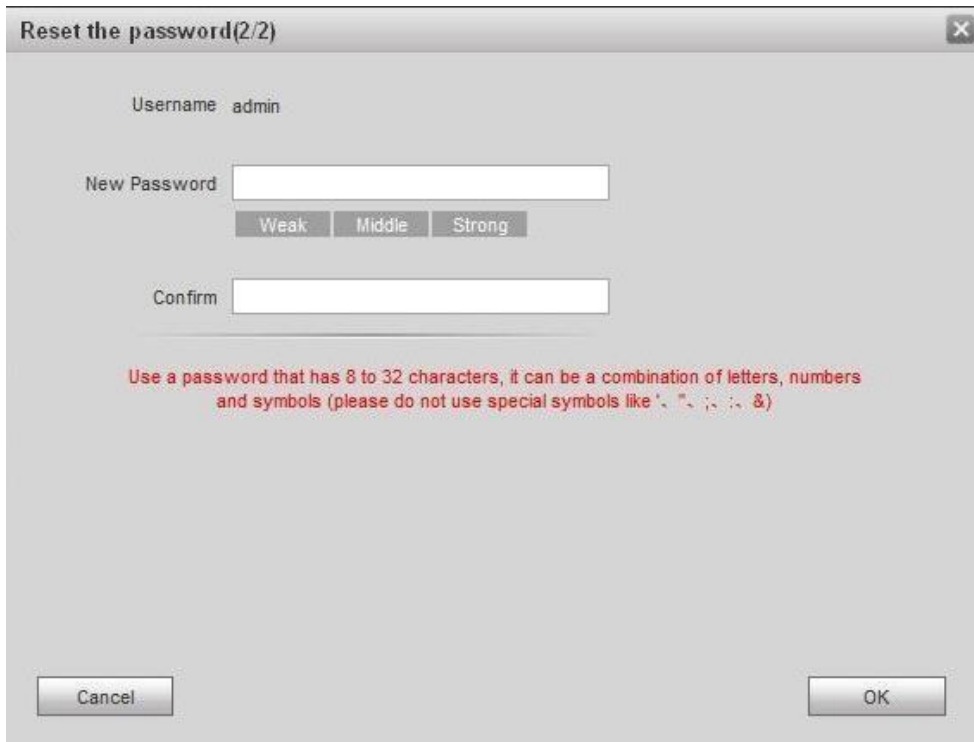 Reset the password(2/2)
Username admin
New Password
Weak Middle Strong
Confirm
Use a password that has 8 to 32 characters, it can be a combination of letters, numbers
and symbols (please do not use special symbols like '、"、;、:、&)
Cancel OK